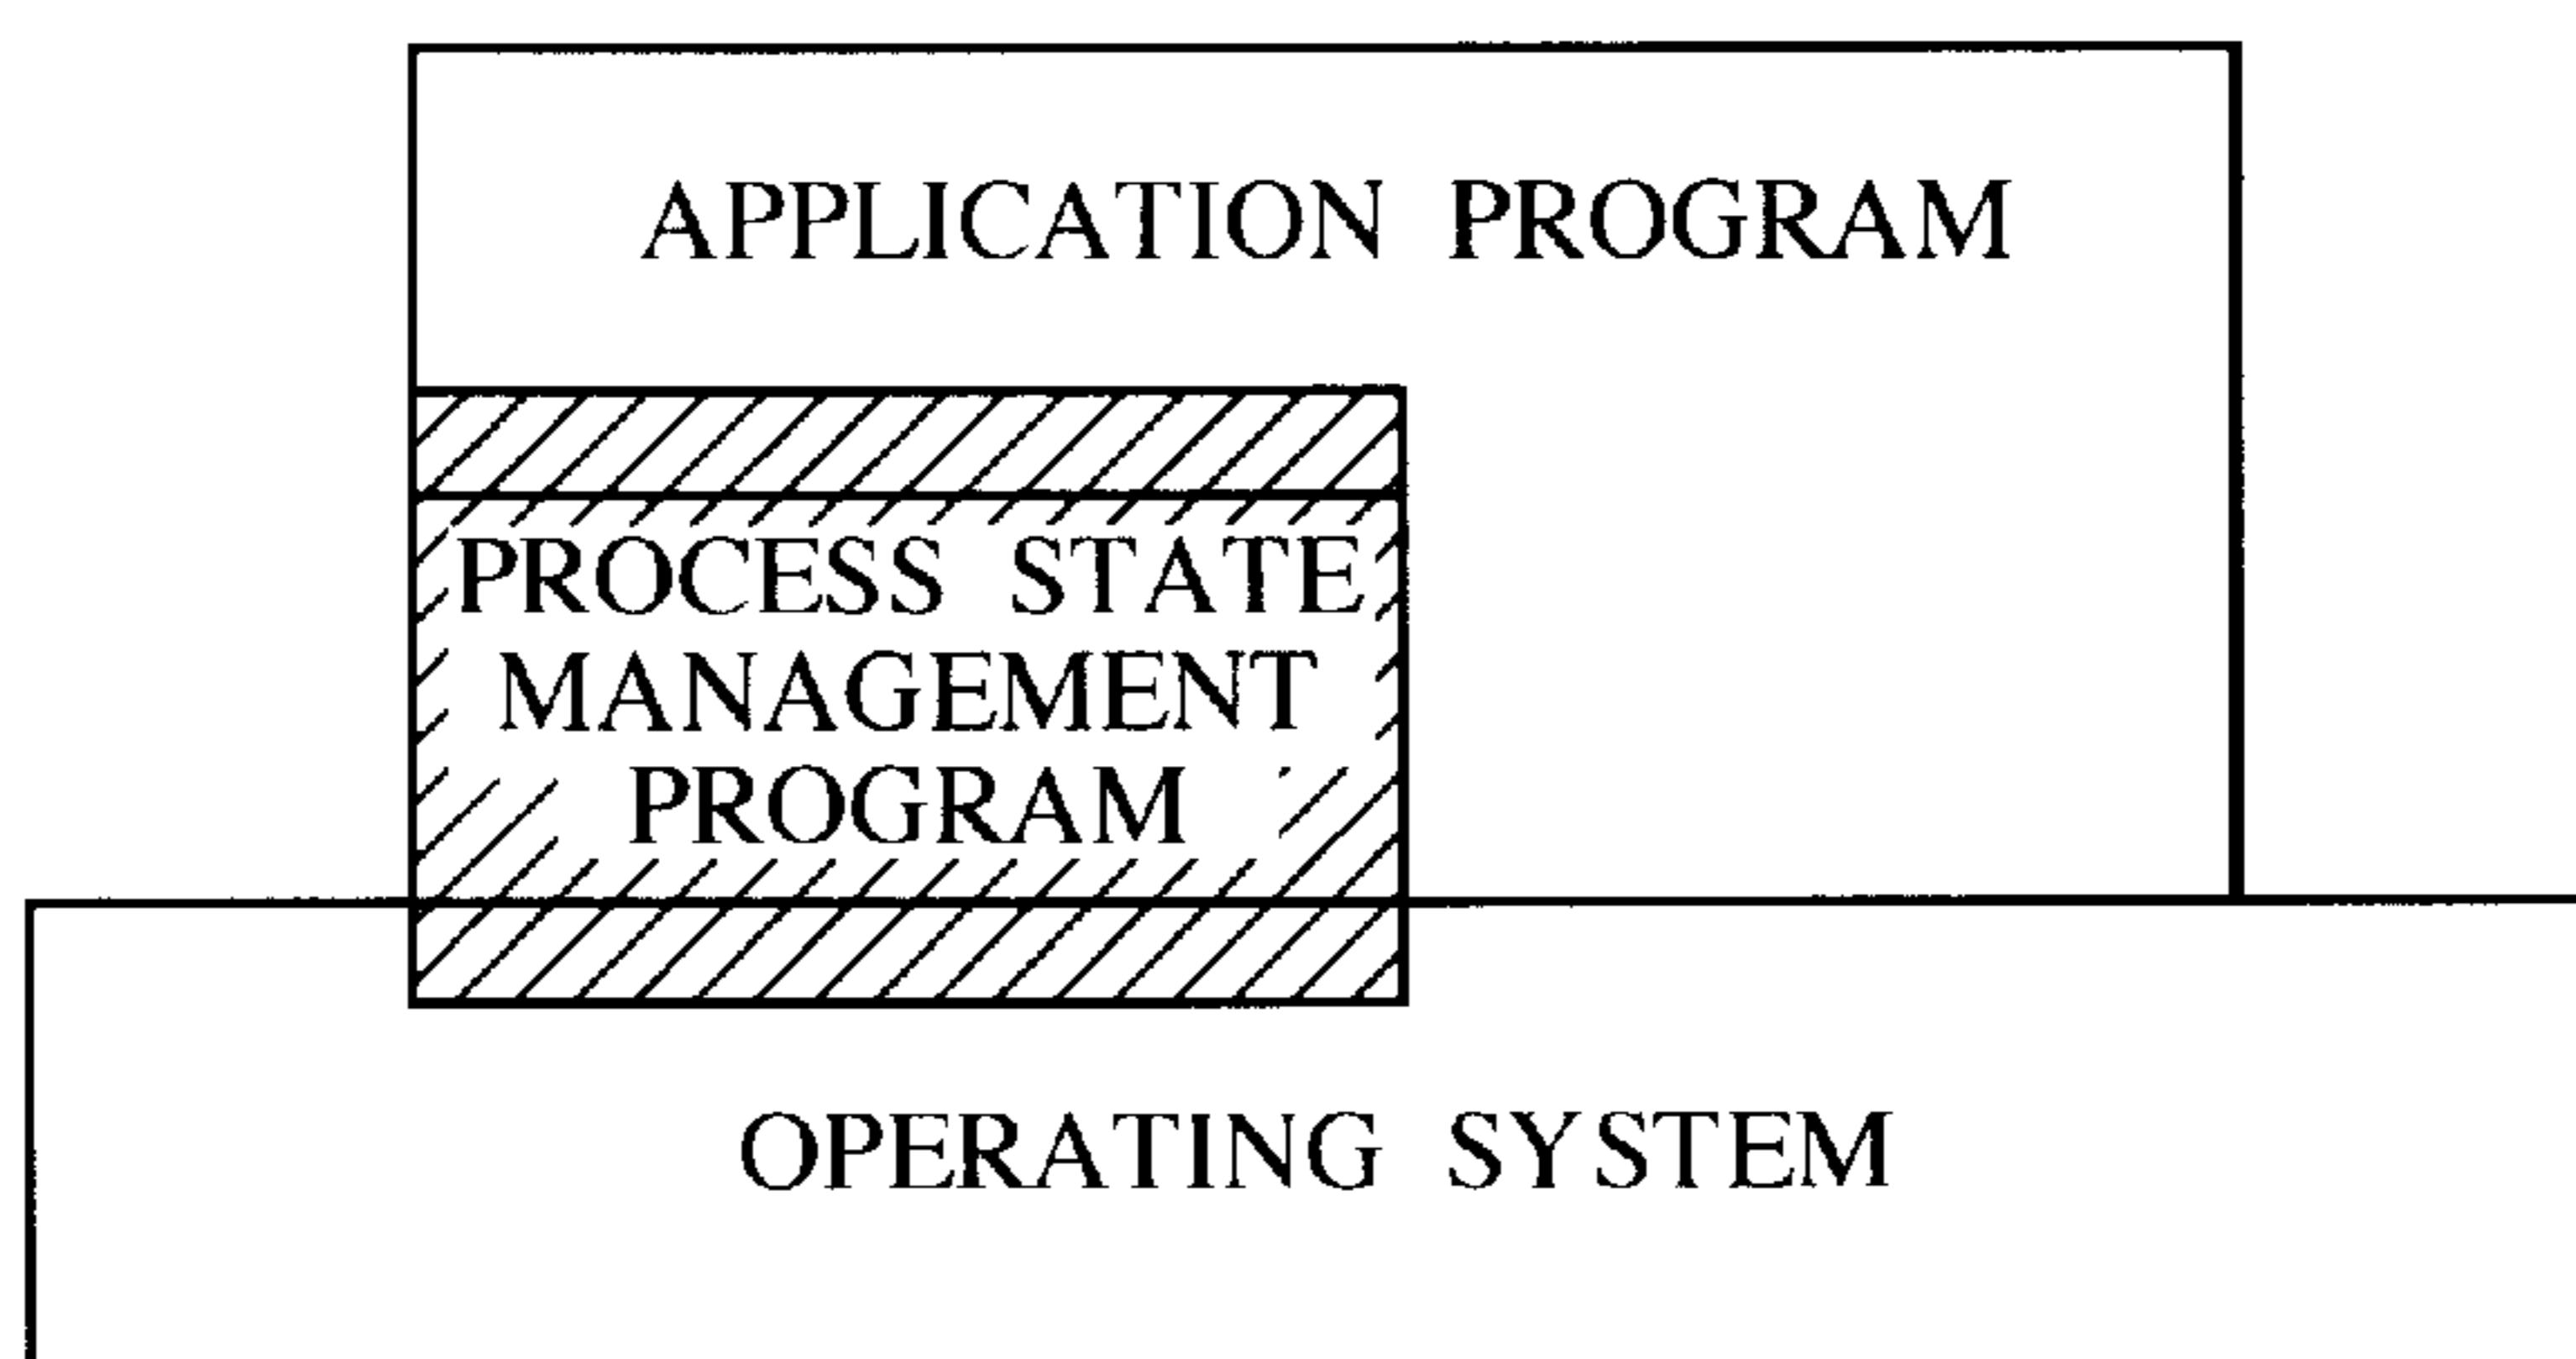 APPLICATION PROGRAM
PROCESS STATE
MANAGEMENT
PROGRAM
OPERATING SYSTEM